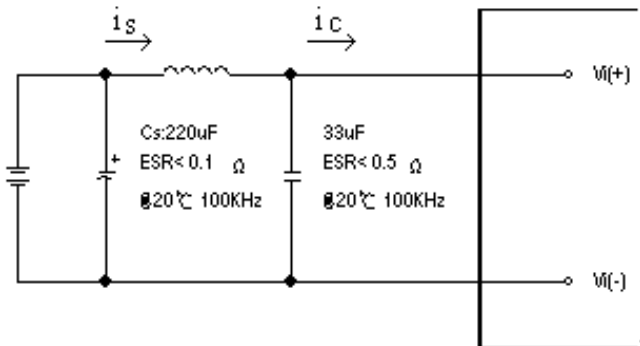 is
ic
Vi(+)
Cs:220uF
33uF
+
ESR< 0.1 Ω
ESR< 0.5 Ω
@20℃ 100KHz
@20℃ 100KHz
Vi(-)